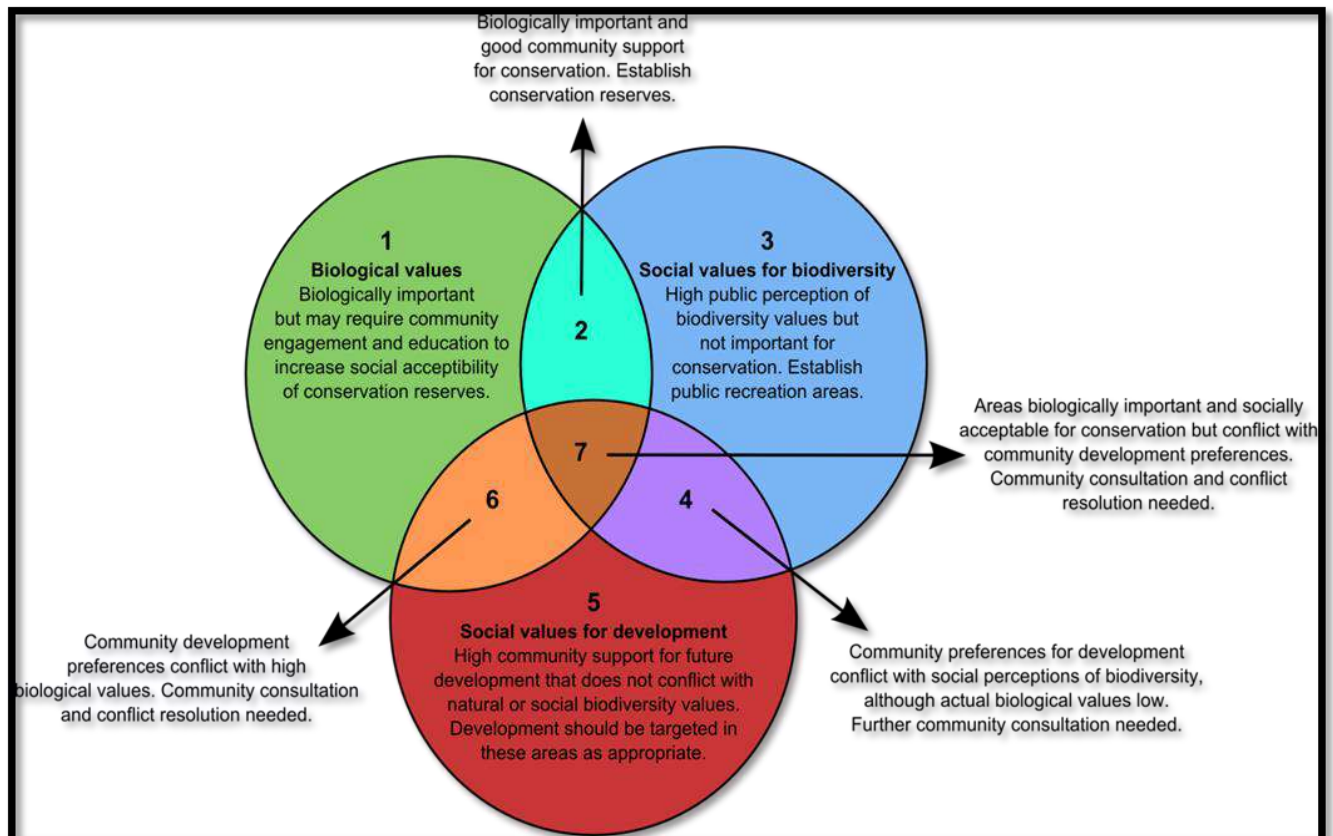 Biologically important and
good community support
for conservation. Establish
conservation reserves.
1
Biological values
Biologically important
but may require community
engagement and education to
increase social acceptibility
of conservation reserves.
2
3
Social values for biodiversity
High public perception of
biodiversity values but
not important for
conservation. Establish
public recreation areas.
7
Areas biologically important and socially
acceptable for conservation but conflict with
community development preferences.
Community consultation and conflict
resolution needed.
6
4
5
Social values for development
High community support for future
development that does not conflict with
natural or social biodiversity values.
Development should be targeted in
these areas as appropriate.
Community development
preferences conflict with high
biological values. Community consultation
and conflict resolution needed.
Community preferences for development
conflict with social perceptions of biodiversity,
although actual biological values low.
Further community consultation needed.